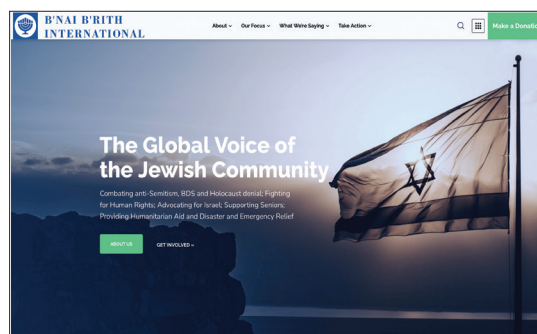 B'NAI B'RITH
INTERNATIONAL
About
Our Focus
What We're Saying
Take Action
Make a Donatio
The Global Voice of
the Jewish Community
Combating anti-Semitism, BDS and Holocaust denial; Fighting
for Human Rights; Advocating for Israel; Supporting Seniors;
Providing Humanitarian Aid and Disaster and Emergency Relief
ABOUT US
GET INVOLVED »